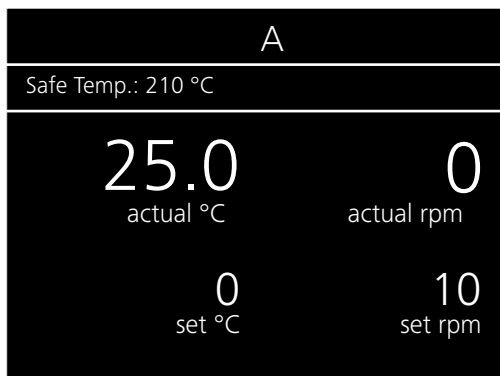 A
Safe Temp.: 210 °C
25.0 0
actual °C actual rpm
0 10
set °C set rpm